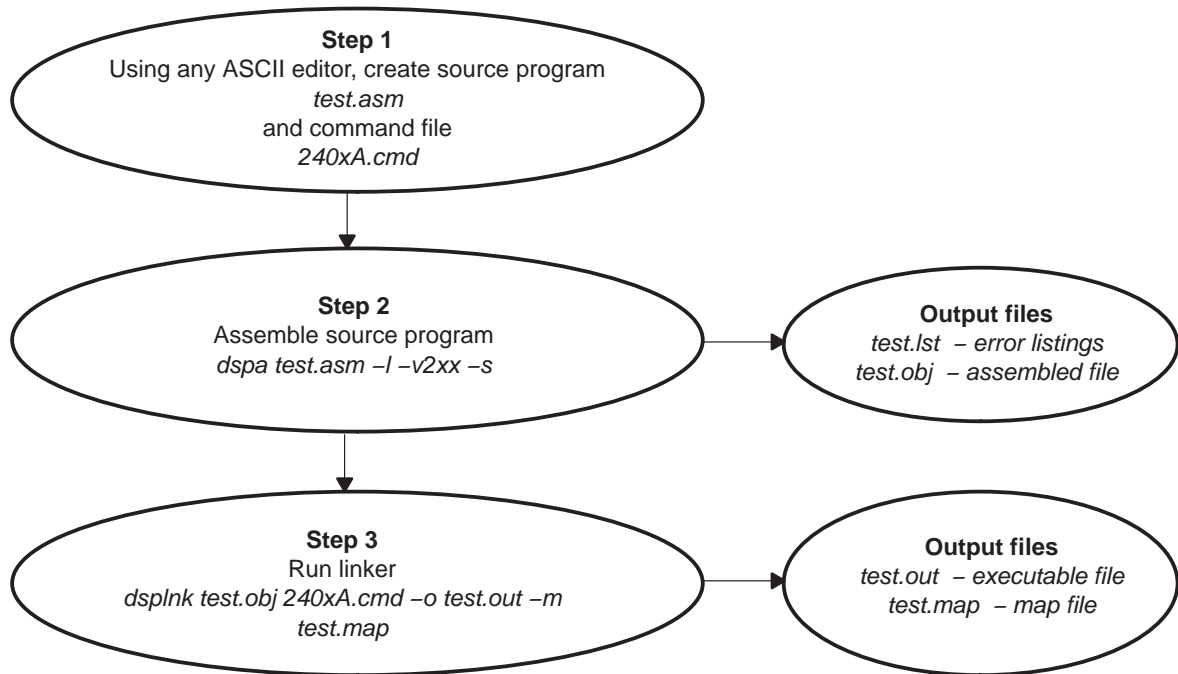 Step 1
Using any ASCII editor, create source program
test.asm
and command file
240xA.cmd
Step 2
Assemble source program
dspa test.asm –l –v2xx –s
Output files
test.lst – error listings
test.obj – assembled file
Step 3
Run linker
dsplnk test.obj 240xA.cmd –o test.out –m
test.map
Output files
test.out – executable file
test.map – map file